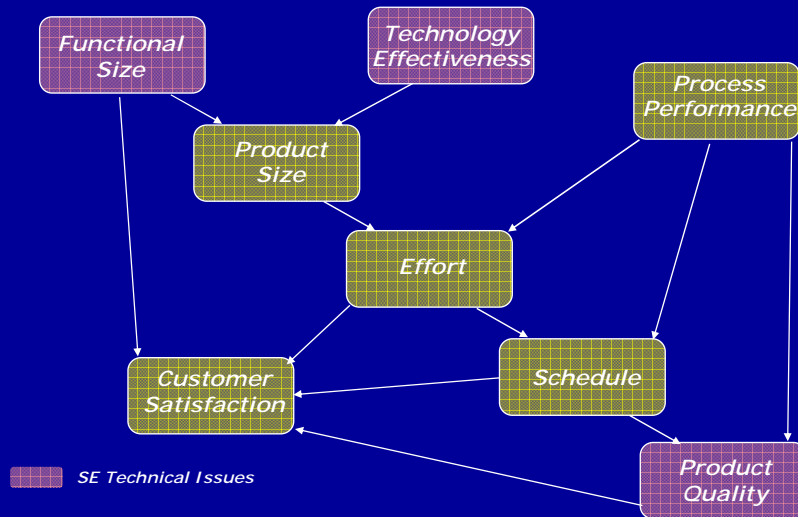 Functional
Size
Technology
Effectiveness
Process
Performance
Product
Size
Effort
Customer
Satisfaction
Schedule
Product
Quality
SE Technical Issues